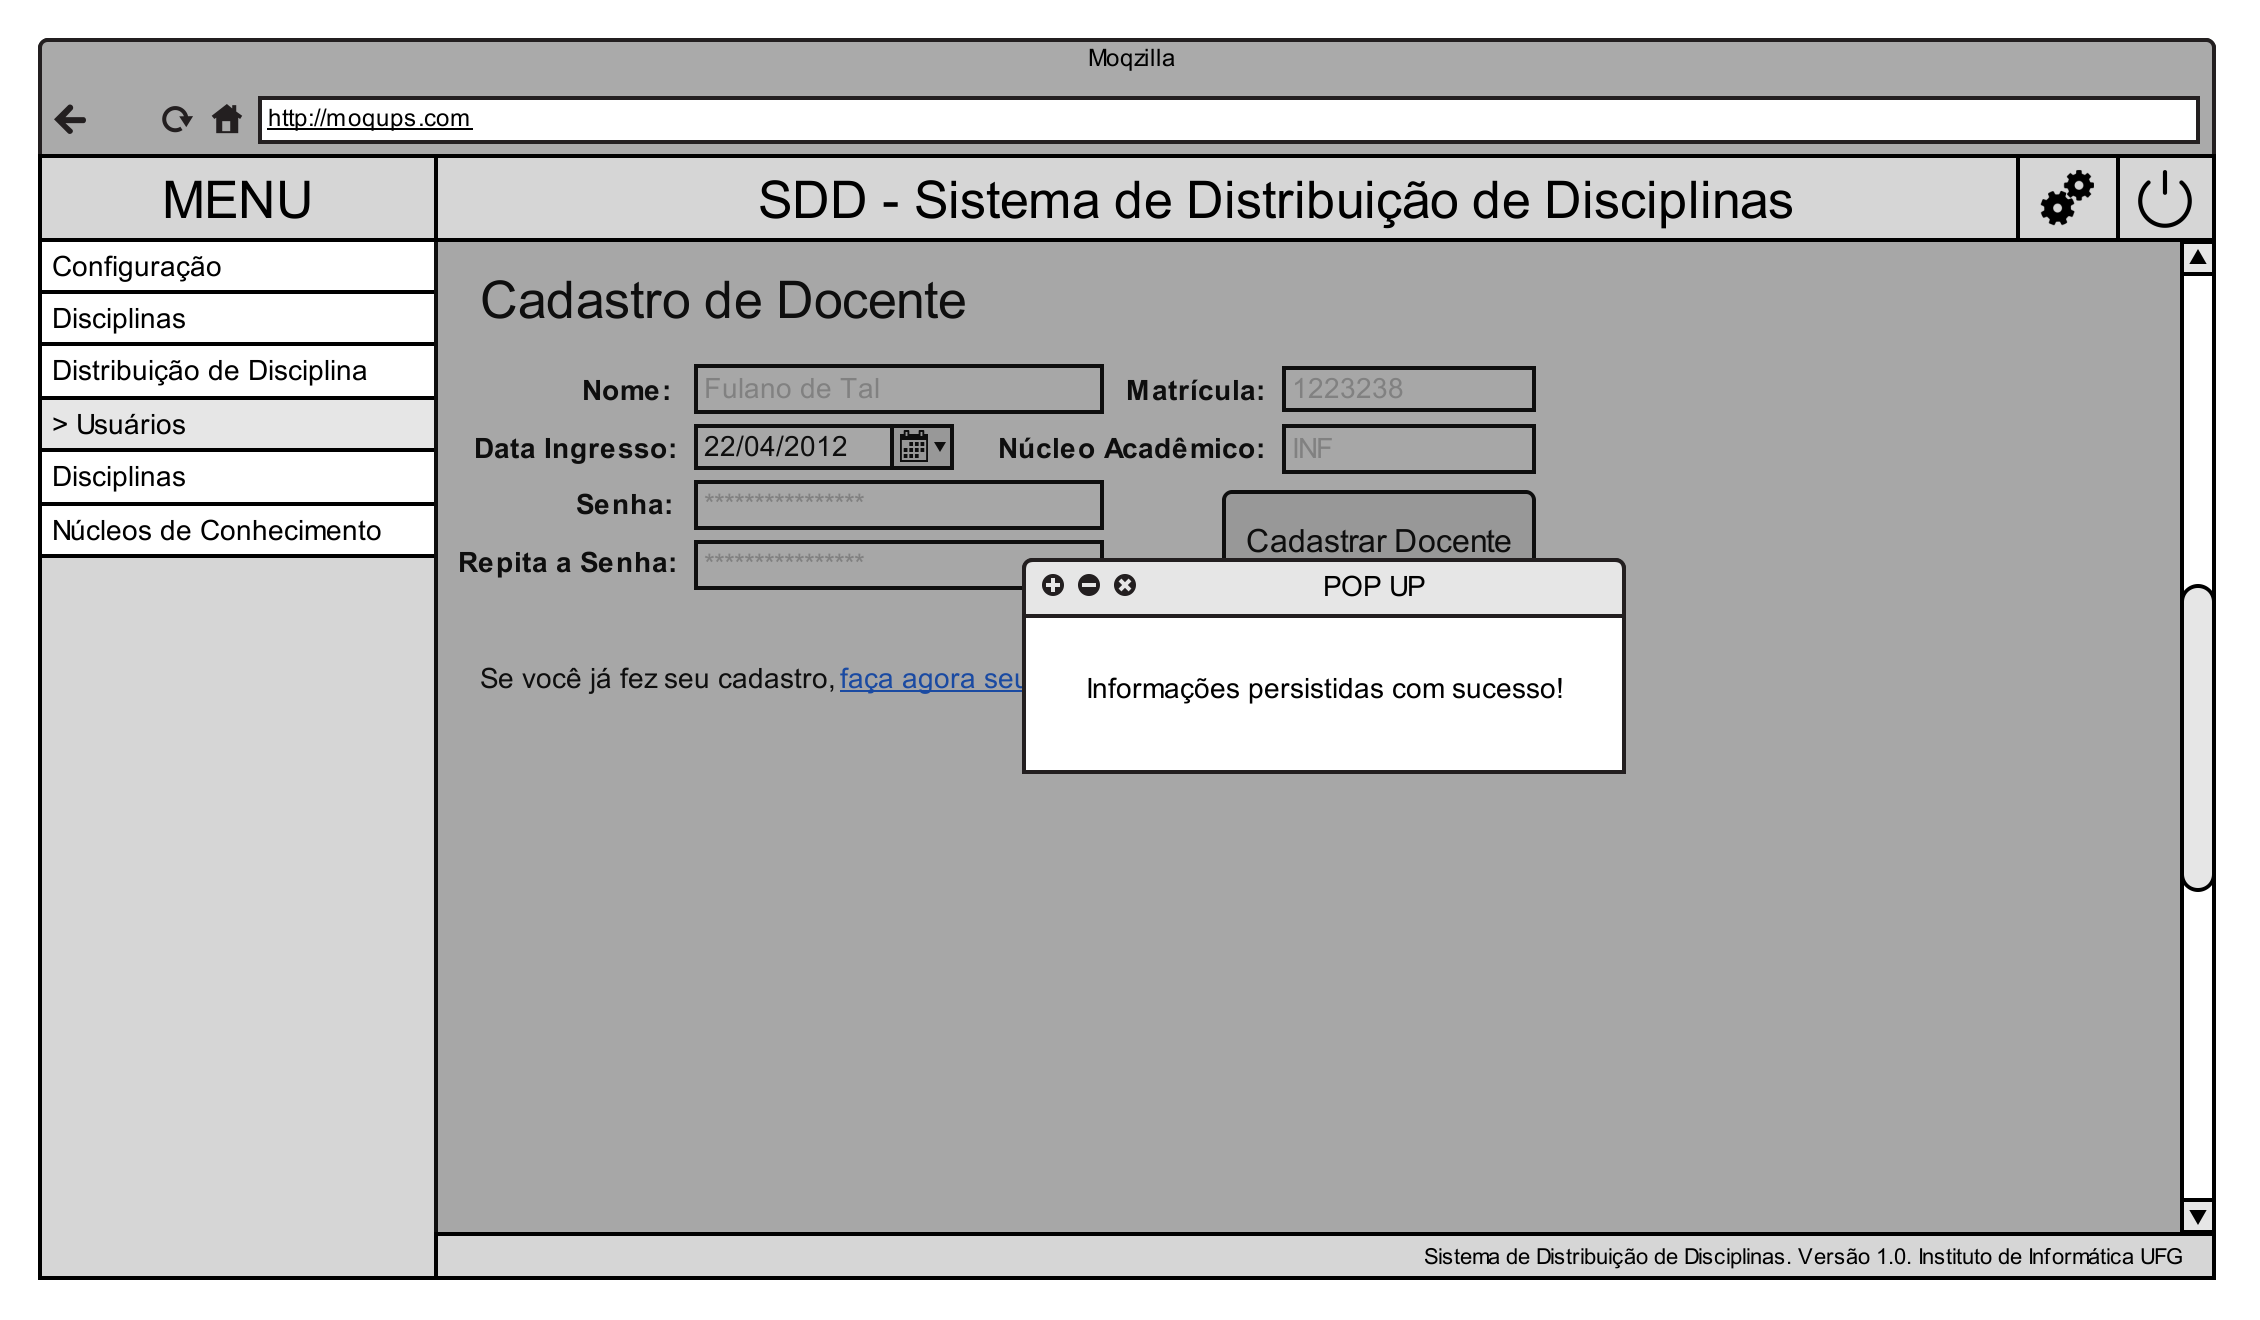 Moqzilla
http://moqups.com
MENU
SDD - Sistema de Distribuição de Disciplinas
Configuração
Disciplinas
Distribuição de Disciplina
> Usuários
Disciplinas
Núcleos de Conhecimento
Cadastro de Docente
Nome: Fulano de Tal Matrícula: 1223238
Data Ingresso: 22/04/2012 Núcleo Acadêmico: INF
Senha: ****************
Cadastrar Docente
Repita a Senha: ****************
POP UP
Informações persistidas com sucesso!
Se você já fez seu cadastro, faça agora seu
Sistema de Distribuição de Disciplinas. Versão 1.0. Instituto de Informática UFG